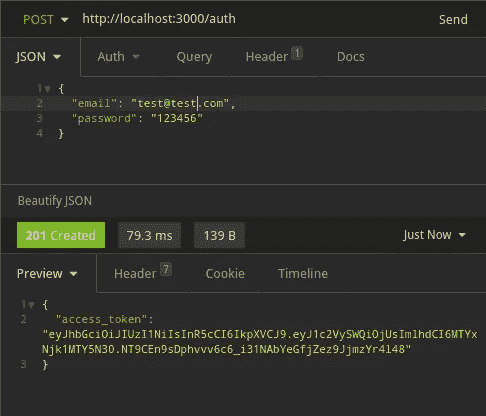 POST http://localhost:3000/auth Send
JSON Auth Query Header 1 Docs
1 {
2 "email": "test@test.com",
3 "password": "123456"
4 }
Beautify JSON
201 Created 79.3 ms 139 B Just Now
Preview Header 7 Cookie Timeline
1 {
2 "access_token":
"eyJhbGciOiJIUzI1NiIsInR5cCI6IkpXVCJ9.eyJ1c2VySWQiOjUsImlhdCI6MTYx
Njk1MTY5N30.NT9CEn9sDphvvv6c6_i31NAbYeGfjZez9JjmzYr4l48"
3 }